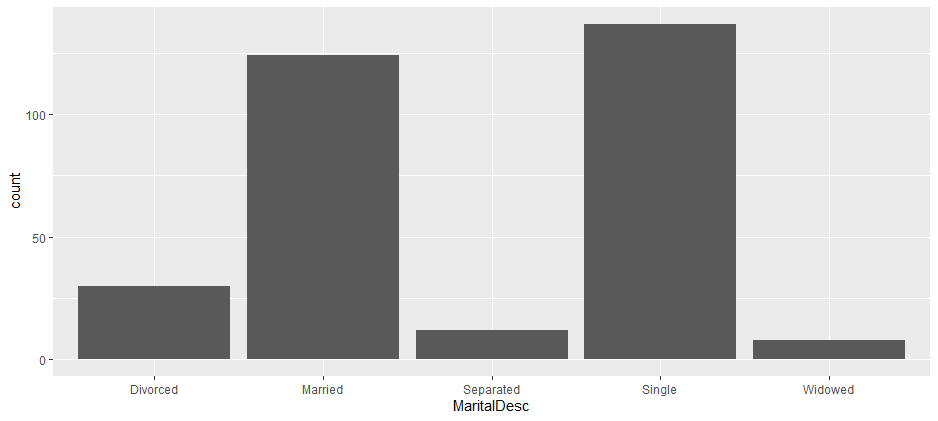 100
50
0
count
Divorced Married Separated Single Widowed
MaritalDesc